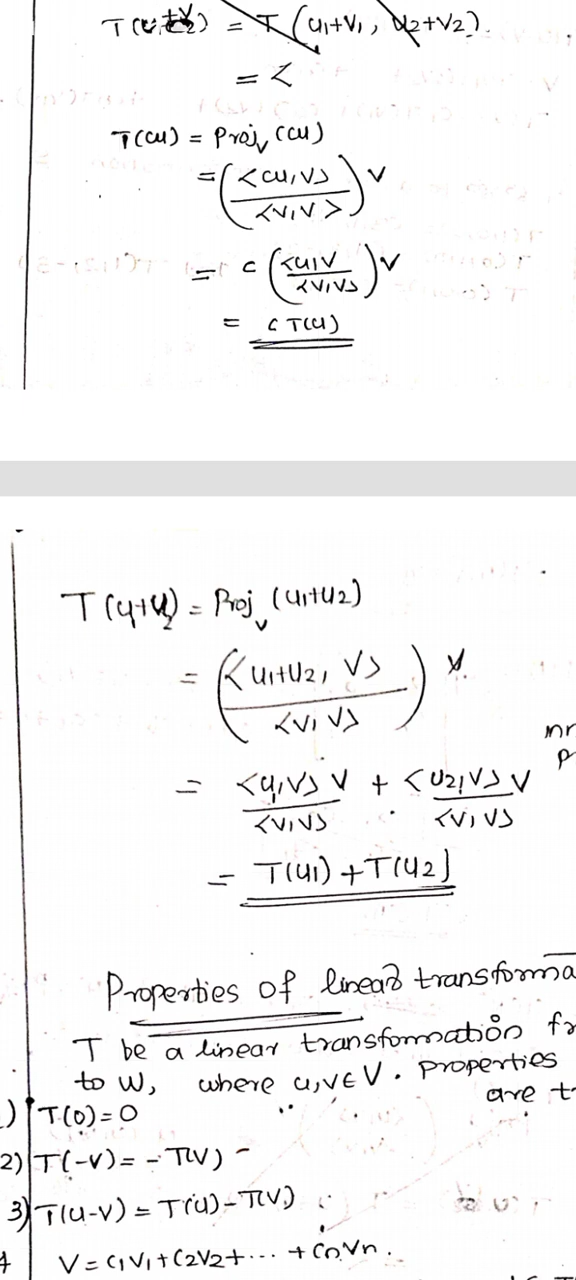 T(u+v) = T(u1+v1, u2+v2)
= <
T(cu) = Projv(cu)
= (<cu,v> / <v,v>) v
= c (<u,v / <v,v>) v
= c T(u)
T(u1+u2) = Projv(u1+u2)
= (<u1+u2, v> / <v,v>) v
= <u1,v> v / <v,v> + <u2,v> v / <v,v>
= T(u1) + T(u2)
Properties of linear transforma
T be a linear transformation fr
to W, where u,v∈V. properties
are t
) T(0)=0
2) T(-v) = -T(v) -
3) T(u-v) = T(u)-T(v)
4 V = c1v1+c2v2+ ... + cnvn.